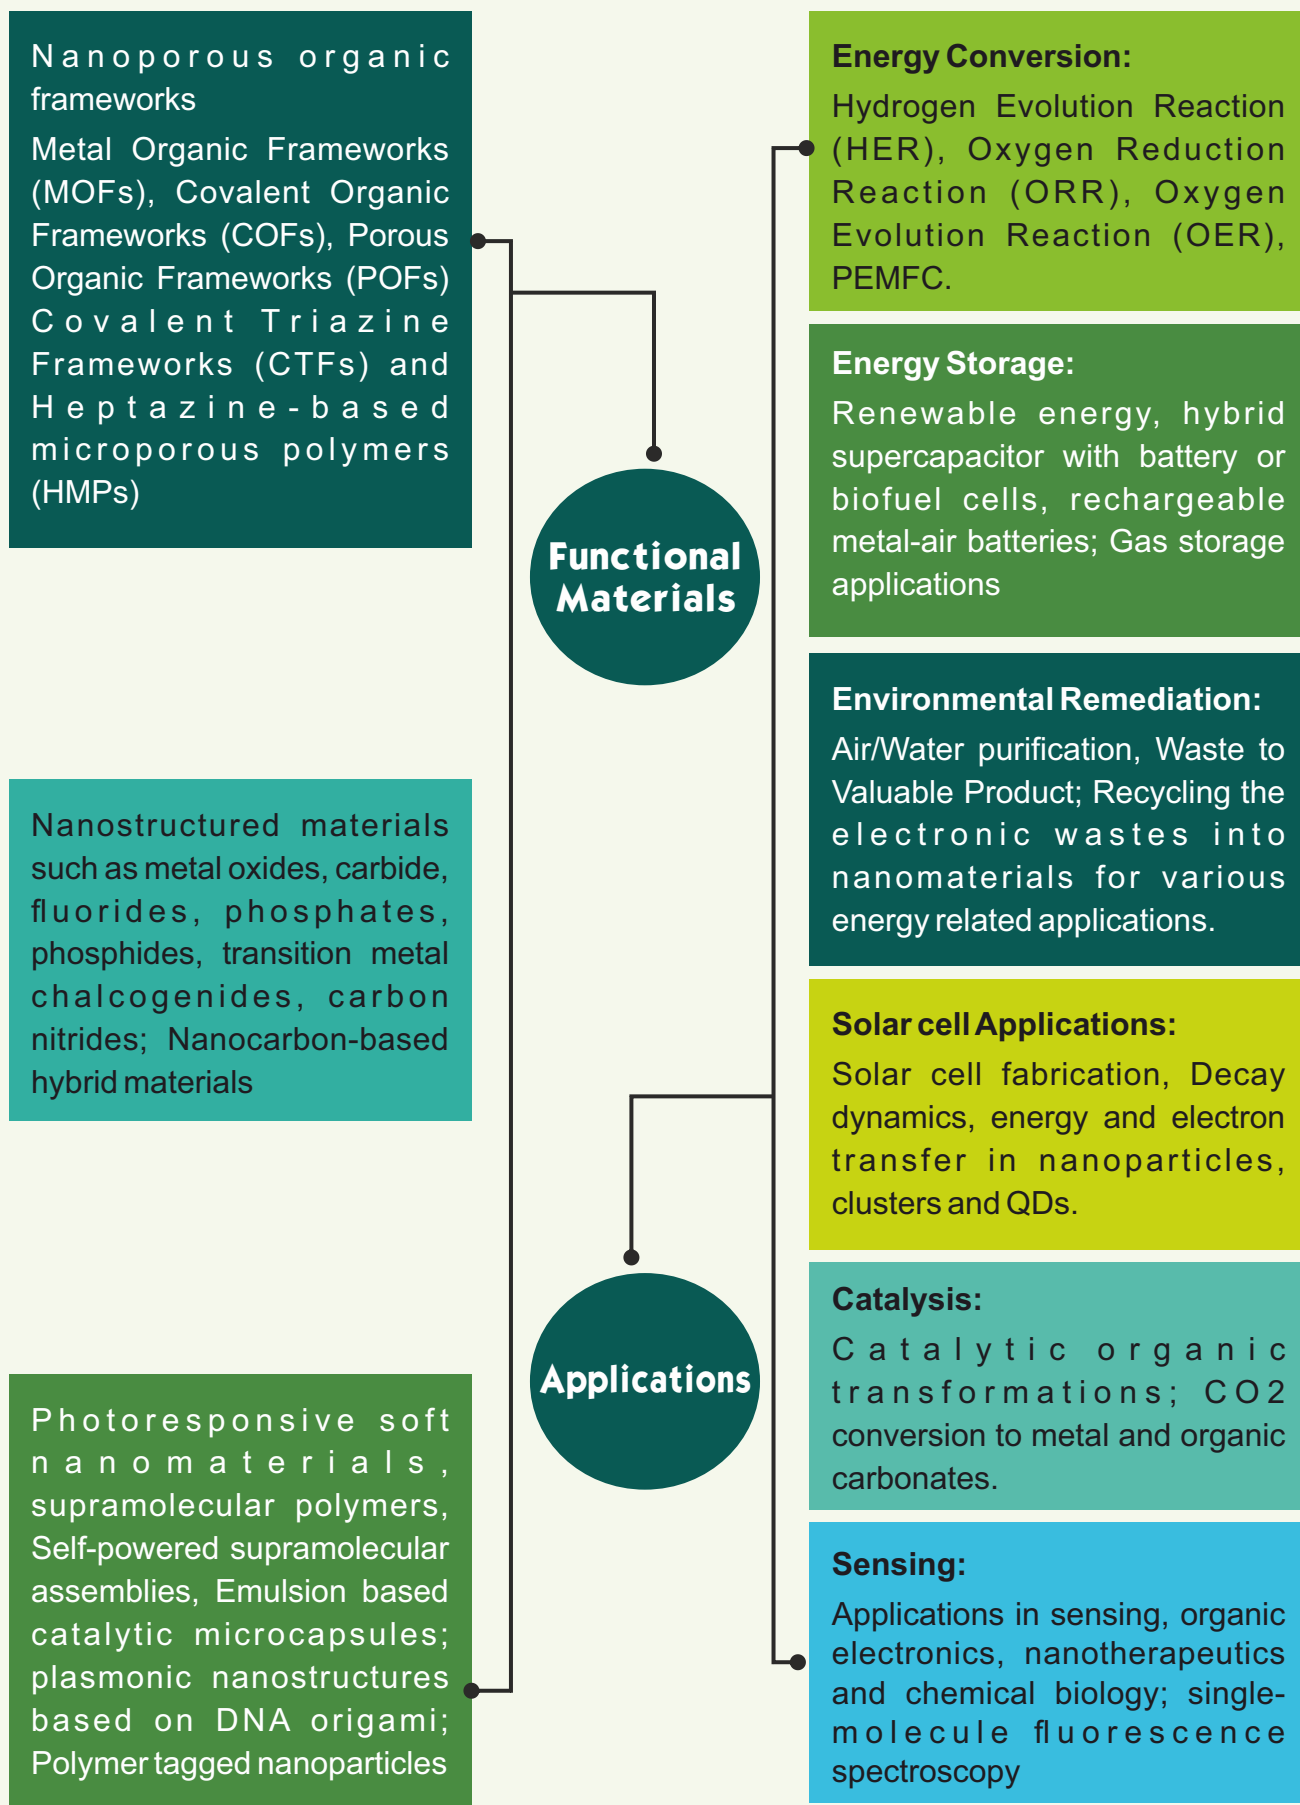 Nanoporous organic
frameworks
Metal Organic Frameworks
(MOFs), Covalent Organic
Frameworks (COFs), Porous
Organic Frameworks (POFs)
Covalent Triazine
Frameworks (CTFs) and
Heptazine-based
microporous polymers
(HMPs)
Functional
Materials
Nanostructured materials
such as metal oxides, carbide,
fluorides, phosphates,
phosphides, transition metal
chalcogenides, carbon
nitrides; Nanocarbon-based
hybrid materials
Photoresponsive soft
nanomaterials,
supramolecular polymers,
Self-powered supramolecular
assemblies, Emulsion based
catalytic microcapsules;
plasmonic nanostructures
based on DNA origami;
Polymer tagged nanoparticles
Applications
Energy Conversion:
Hydrogen Evolution Reaction
(HER), Oxygen Reduction
Reaction (ORR), Oxygen
Evolution Reaction (OER),
PEMFC.
Energy Storage:
Renewable energy, hybrid
supercapacitor with battery or
biofuel cells, rechargeable
metal-air batteries; Gas storage
applications
Environmental Remediation:
Air/Water purification, Waste to
Valuable Product; Recycling the
electronic wastes into
nanomaterials for various
energy related applications.
Solar cell Applications:
Solar cell fabrication, Decay
dynamics, energy and electron
transfer in nanoparticles,
clusters and QDs.
Catalysis:
Catalytic organic
transformations; CO2
conversion to metal and organic
carbonates.
Sensing:
Applications in sensing, organic
electronics, nanotherapeutics
and chemical biology; single-
molecule fluorescence
spectroscopy